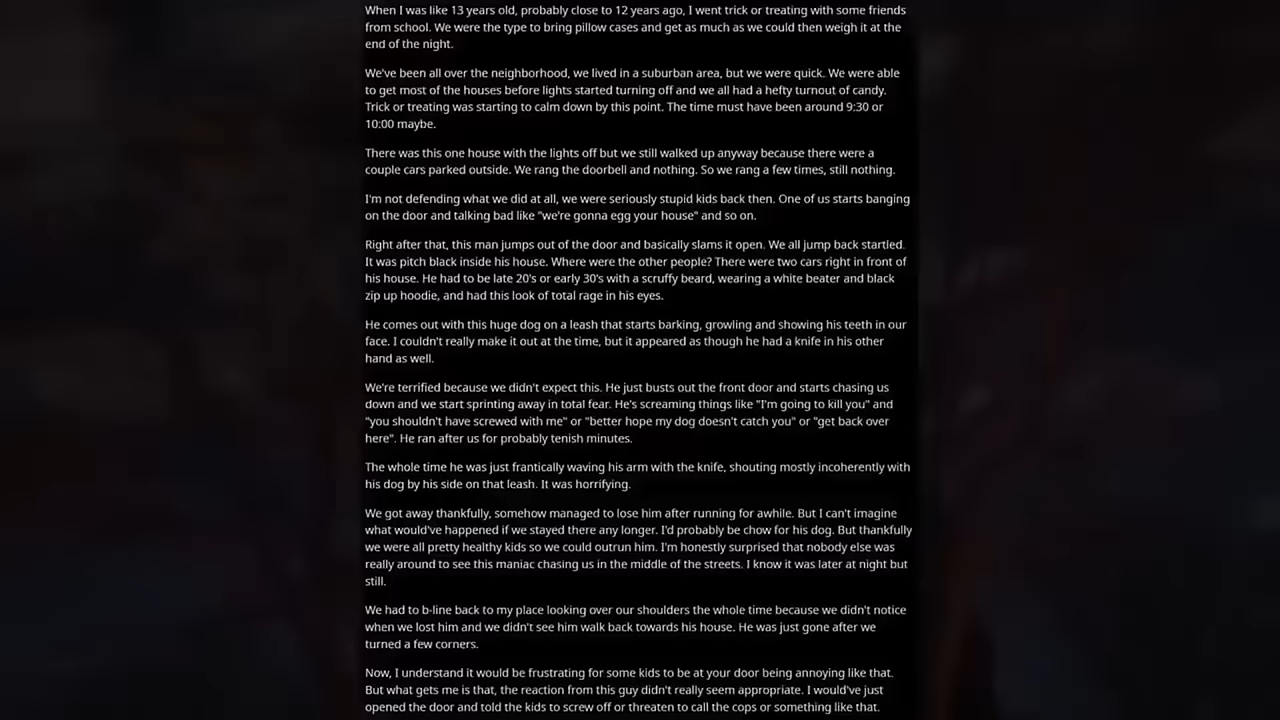 When I was like 13 years old, probably close to 12 years ago, I went trick or treating with some friends
from school. We were the type to bring pillow cases and get as much as we could then weigh it at the
end of the night.
We've been all over the neighborhood, we lived in a suburban area, but we were quick. We were able
to get most of the houses before lights started turning off and we all had a hefty turnout of candy.
Trick or treating was starting to calm down by this point. The time must have been around 9:30 or
10:00 maybe.
There was this one house with the lights off but we still walked up anyway because there were a
couple cars parked outside. We rang the doorbell and nothing. So we rang a few times, still nothing.
I'm not defending what we did at all, we were seriously stupid kids back then. One of us starts banging
on the door and talking bad like "we're gonna egg your house" and so on.
Right after that, this man jumps out of the door and basically slams it open. We all jump back startled.
It was pitch black inside his house. Where were the other people? There were two cars right in front of
his house. He had to be late 20's or early 30's with a scruffy beard, wearing a white beater and black
zip up hoodie, and had this look of total rage in his eyes.
He comes out with this huge dog on a leash that starts barking, growling and showing his teeth in our
face. I couldn't really make it out at the time, but it appeared as though he had a knife in his other
hand as well.
We're terrified because we didn't expect this. He just busts out the front door and starts chasing us
down and we start sprinting away in total fear. He's screaming things like "I'm going to kill you" and
"you shouldn't have screwed with me" or "better hope my dog doesn't catch you" or "get back over
here". He ran after us for probably tenish minutes.
The whole time he was just frantically waving his arm with the knife, shouting mostly incoherently with
his dog by his side on that leash. It was horrifying.
We got away thankfully, somehow managed to lose him after running for awhile. But I can't imagine
what would've happened if we stayed there any longer. I'd probably be chow for his dog. But thankfully
we were all pretty healthy kids so we could outrun him. I'm honestly surprised that nobody else was
really around to see this maniac chasing us in the middle of the streets. I know it was later at night but
still.
We had to b-line back to my place looking over our shoulders the whole time because we didn't notice
when we lost him and we didn't see him walk back towards his house. He was just gone after we
turned a few corners.
Now, I understand it would be frustrating for some kids to be at your door being annoying like that.
But what gets me is that, the reaction from this guy didn't really seem appropriate. I would've just
opened the door and told the kids to screw off or threaten to call the cops or something like that.